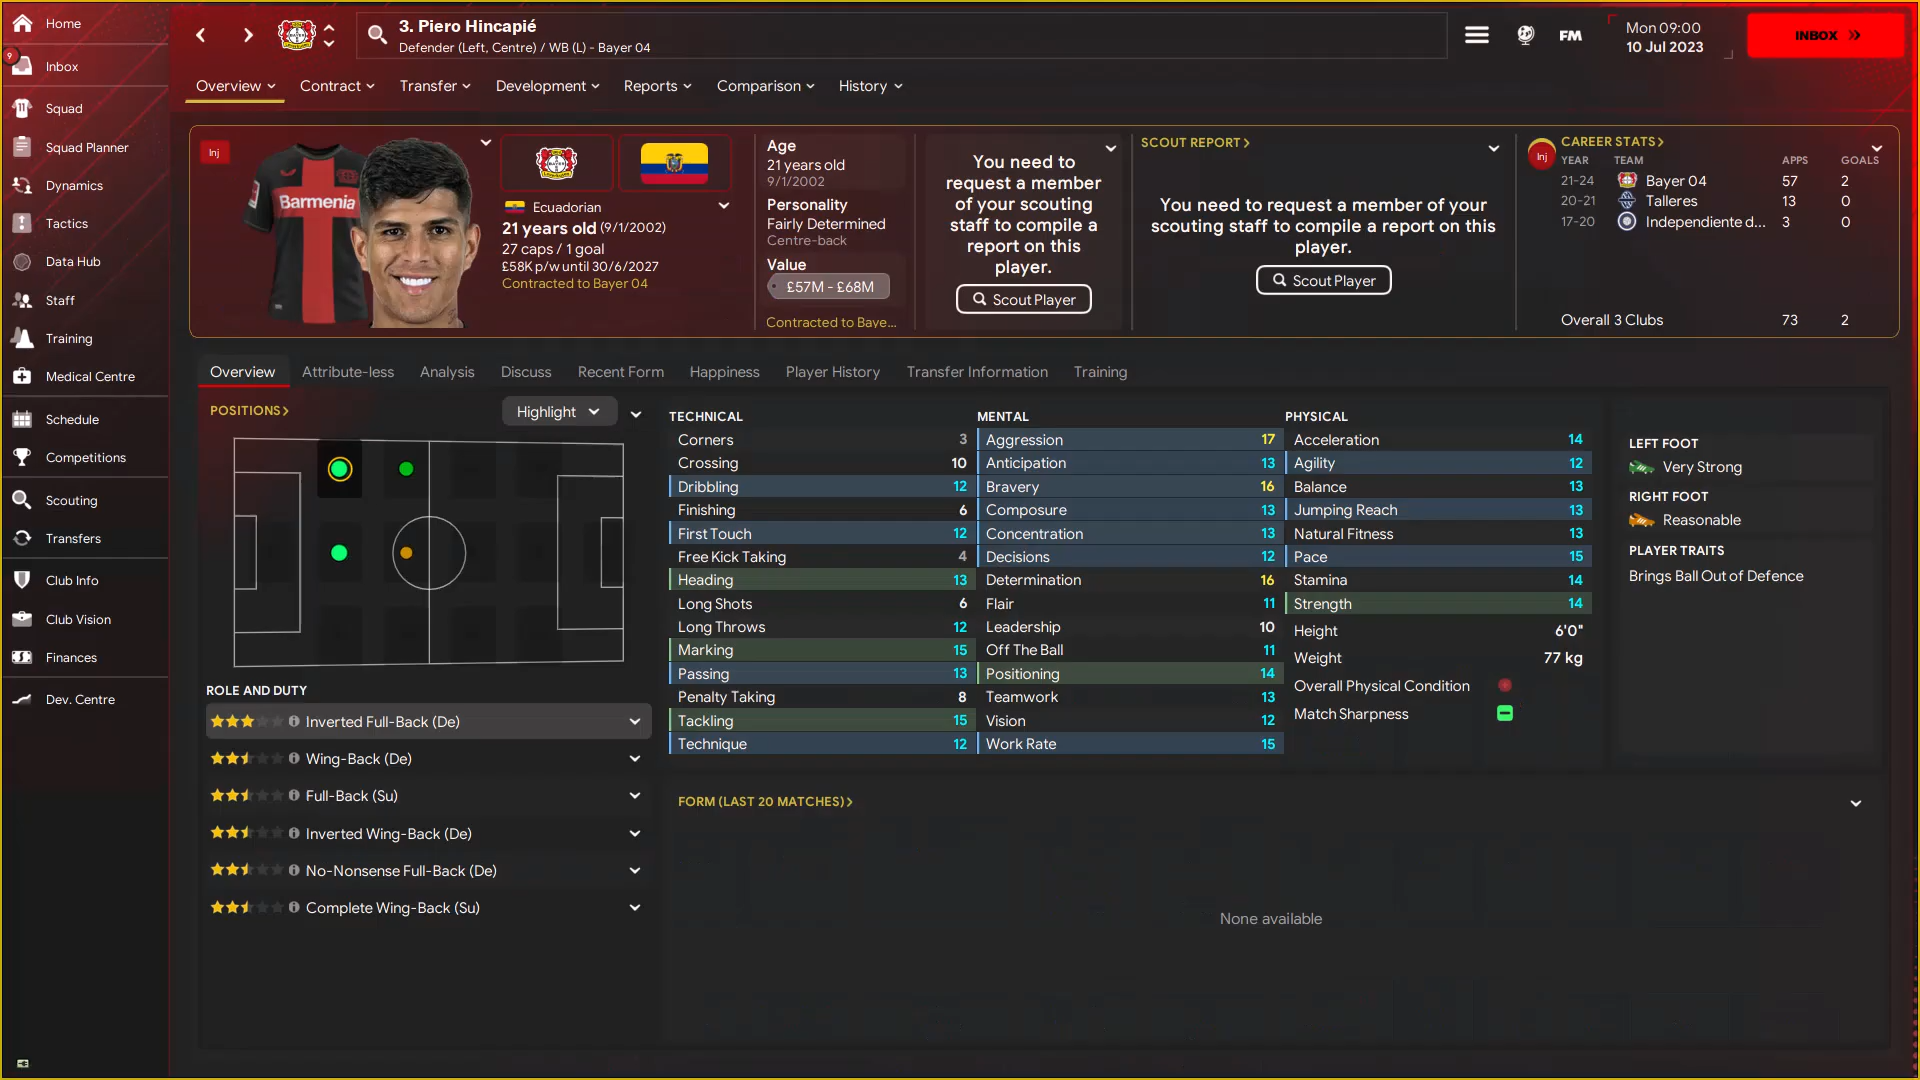 Home
9
Inbox
Squad
Squad Planner
Dynamics
Tactics
Data Hub
Staff
Training
Medical Centre
Schedule
Competitions
Scouting
Transfers
Club Info
Club Vision
Finances
Dev. Centre
3. Piero Hincapié
Defender (Left, Centre) / WB (L) - Bayer 04
FM
Mon 09:00
10 Jul 2023
INBOX
Overview
Contract
Transfer
Development
Reports
Comparison
History
Inj
Barmenia
Ecuadorian
21 years old (9/1/2002)
27 caps / 1 goal
£58K p/w until 30/6/2027
Contracted to Bayer 04
Age
21 years old
9/1/2002
Personality
Fairly Determined
Centre-back
Value
£57M - £68M
Contracted to Baye...
You need to
request a member
of your scouting
staff to compile a
report on this
player.
Scout Player
SCOUT REPORT
You need to request a member of your
scouting staff to compile a report on this
player.
Scout Player
Inj
CAREER STATS
YEAR TEAM APPS GOALS
21-24 Bayer 04 57 2
20-21 Talleres 13 0
17-20 Independiente d... 3 0
Overall 3 Clubs 73 2
Overview
Attribute-less
Analysis
Discuss
Recent Form
Happiness
Player History
Transfer Information
Training
POSITIONS
Highlight
ROLE AND DUTY
Inverted Full-Back (De)
Wing-Back (De)
Full-Back (Su)
Inverted Wing-Back (De)
No-Nonsense Full-Back (De)
Complete Wing-Back (Su)
TECHNICAL
Corners 3
Crossing 10
Dribbling 12
Finishing 6
First Touch 12
Free Kick Taking 4
Heading 13
Long Shots 6
Long Throws 12
Marking 15
Passing 13
Penalty Taking 8
Tackling 15
Technique 12
MENTAL
Aggression 17
Anticipation 13
Bravery 16
Composure 13
Concentration 13
Decisions 12
Determination 16
Flair 11
Leadership 10
Off The Ball 11
Positioning 14
Teamwork 13
Vision 12
Work Rate 15
PHYSICAL
Acceleration 14
Agility 12
Balance 13
Jumping Reach 13
Natural Fitness 13
Pace 15
Stamina 14
Strength 14
Height 6'0"
Weight 77 kg
Overall Physical Condition
Match Sharpness
LEFT FOOT
Very Strong
RIGHT FOOT
Reasonable
PLAYER TRAITS
Brings Ball Out of Defence
FORM (LAST 20 MATCHES)
None available